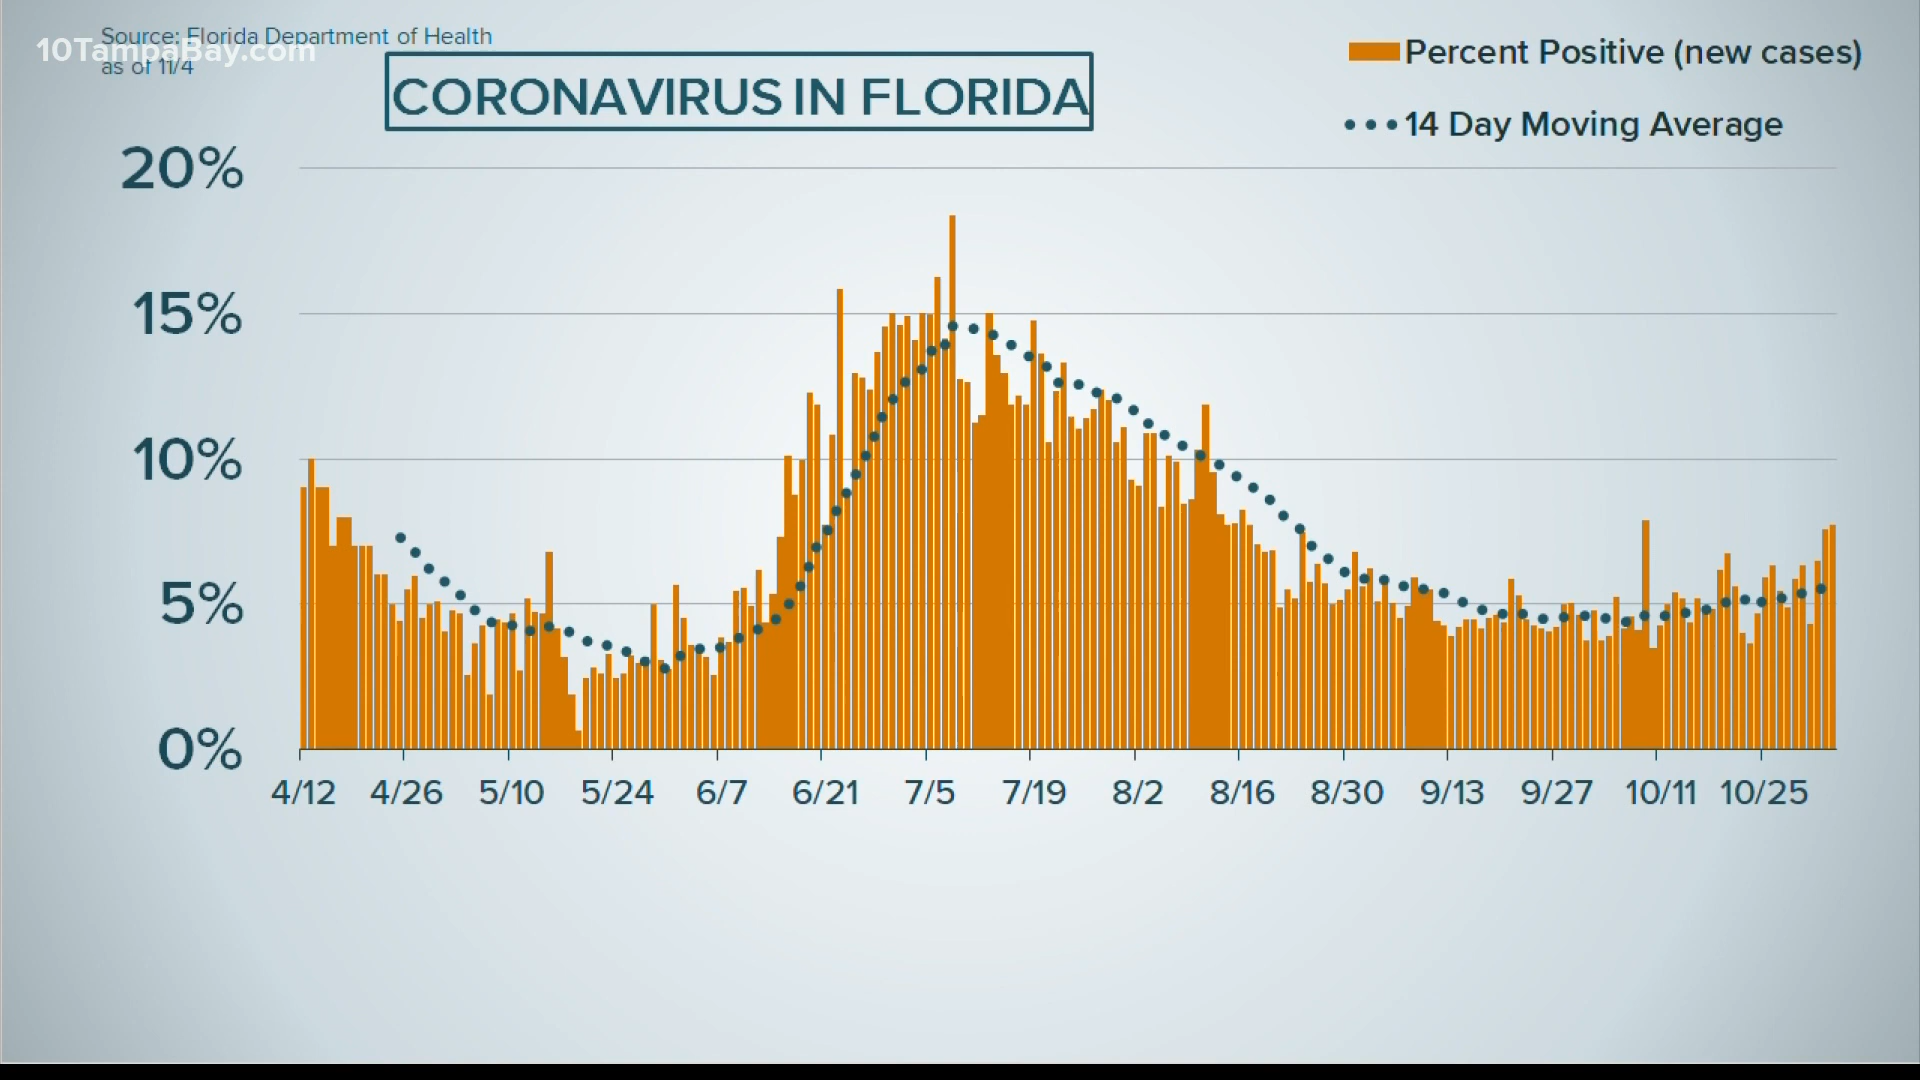 Source: Florida Department of Health
10TampaBay.com
as of 11/4
CORONAVIRUS IN FLORIDA
Percent Positive (new cases)
14 Day Moving Average
20%
15%
10%
5%
0%
4/12 4/26 5/10 5/24 6/7 6/21 7/5 7/19 8/2 8/16 8/30 9/13 9/27 10/11 10/25